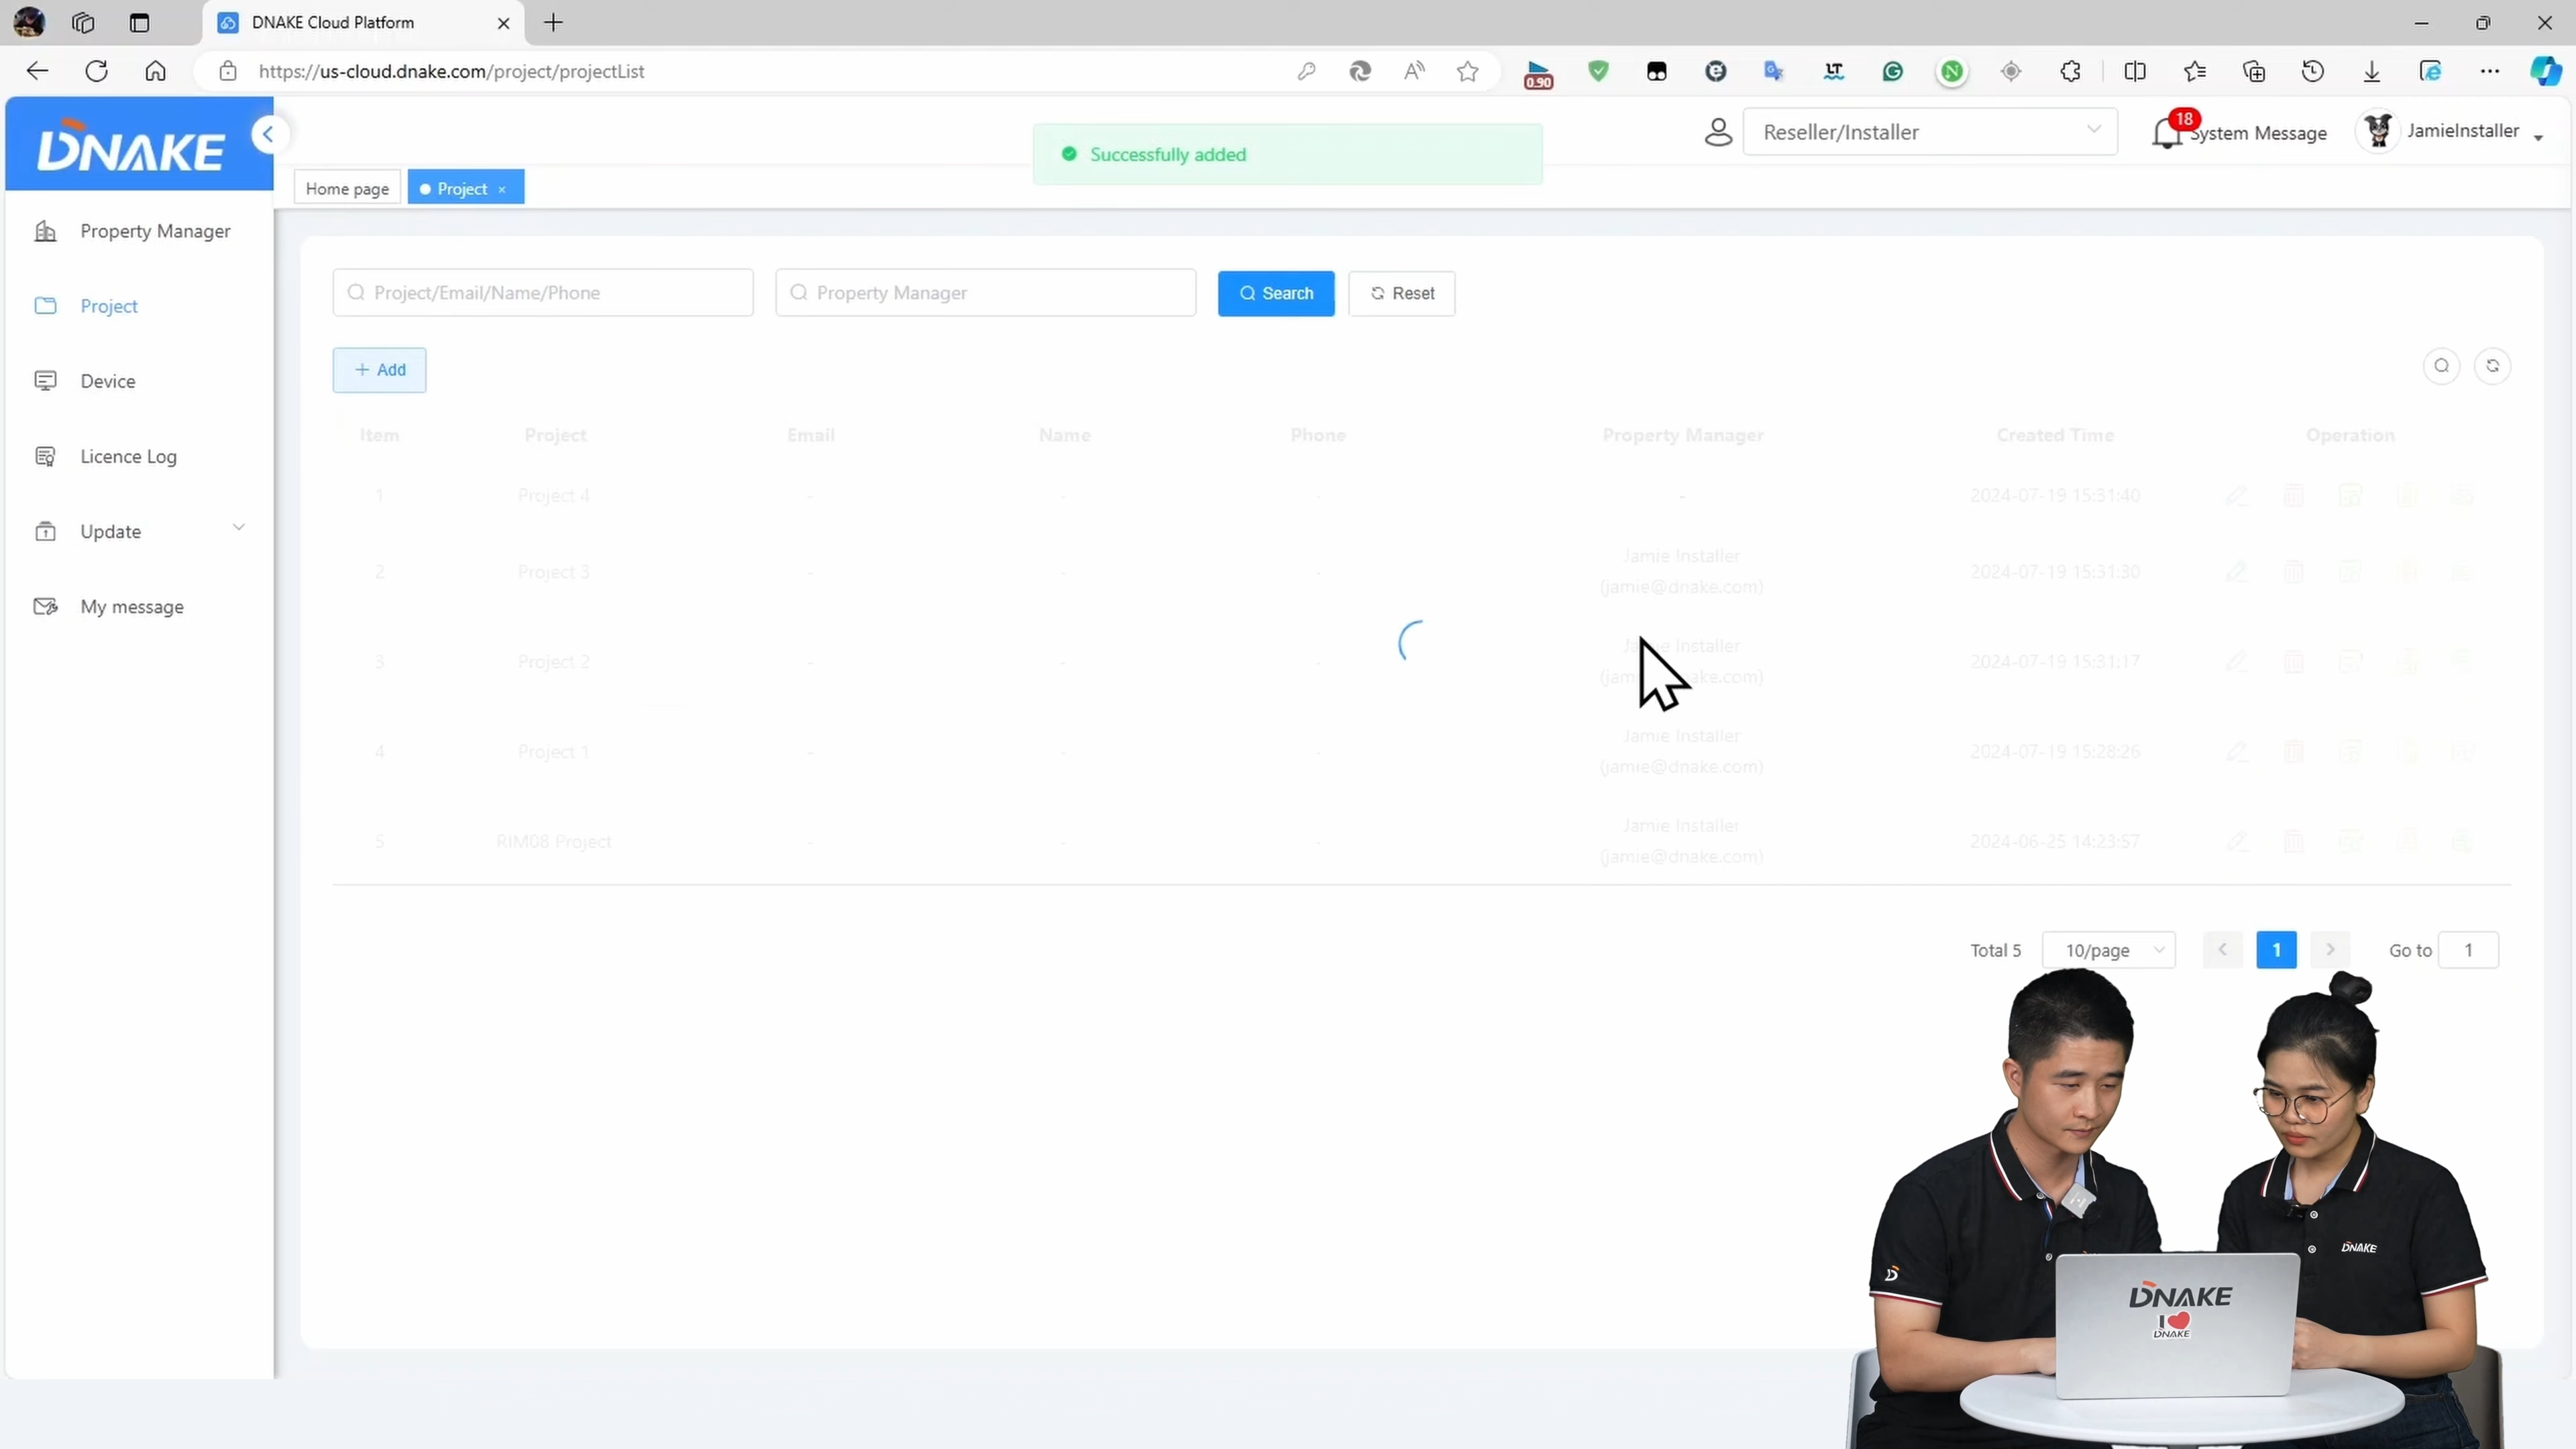 DNAKE Cloud Platform
https://us-cloud.dnake.com/project/projectList
0.90
DNAKE
Successfully added
Reseller/Installer
18
System Message
JamieInstaller
Home page
Project
Property Manager
Project
Device
Licence Log
Update
My message
Project/Email/Name/Phone
Property Manager
Search
Reset
+ Add
Item Project Email Name Phone Property Manager Created Time Operation
1 Project 4 - - - - 2024-07-19 15:31:40
2 Project 3 - - - Jamie Installer (jamie@dnake.com) 2024-07-19 15:31:30
3 Project 2 - - - Jamie Installer 2024-07-19 15:31:17
4 Project 1 - - - Jamie Installer (jamie@dnake.com) 2024-07-19 15:28:26
5 RIM08 Project - - - Jamie Installer (jamie@dnake.com) 2024-06-25 14:23:57
Total 5
10/page
1
Go to
1
DNAKE
DNAKE
I
DNAKE